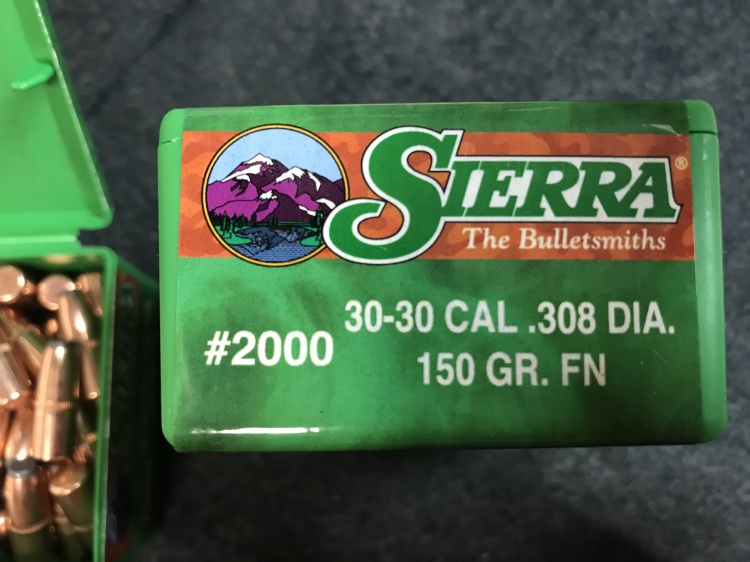 SIERRA®
The Bulletsmiths
#2000
30-30 CAL .308 DIA.
150 GR. FN